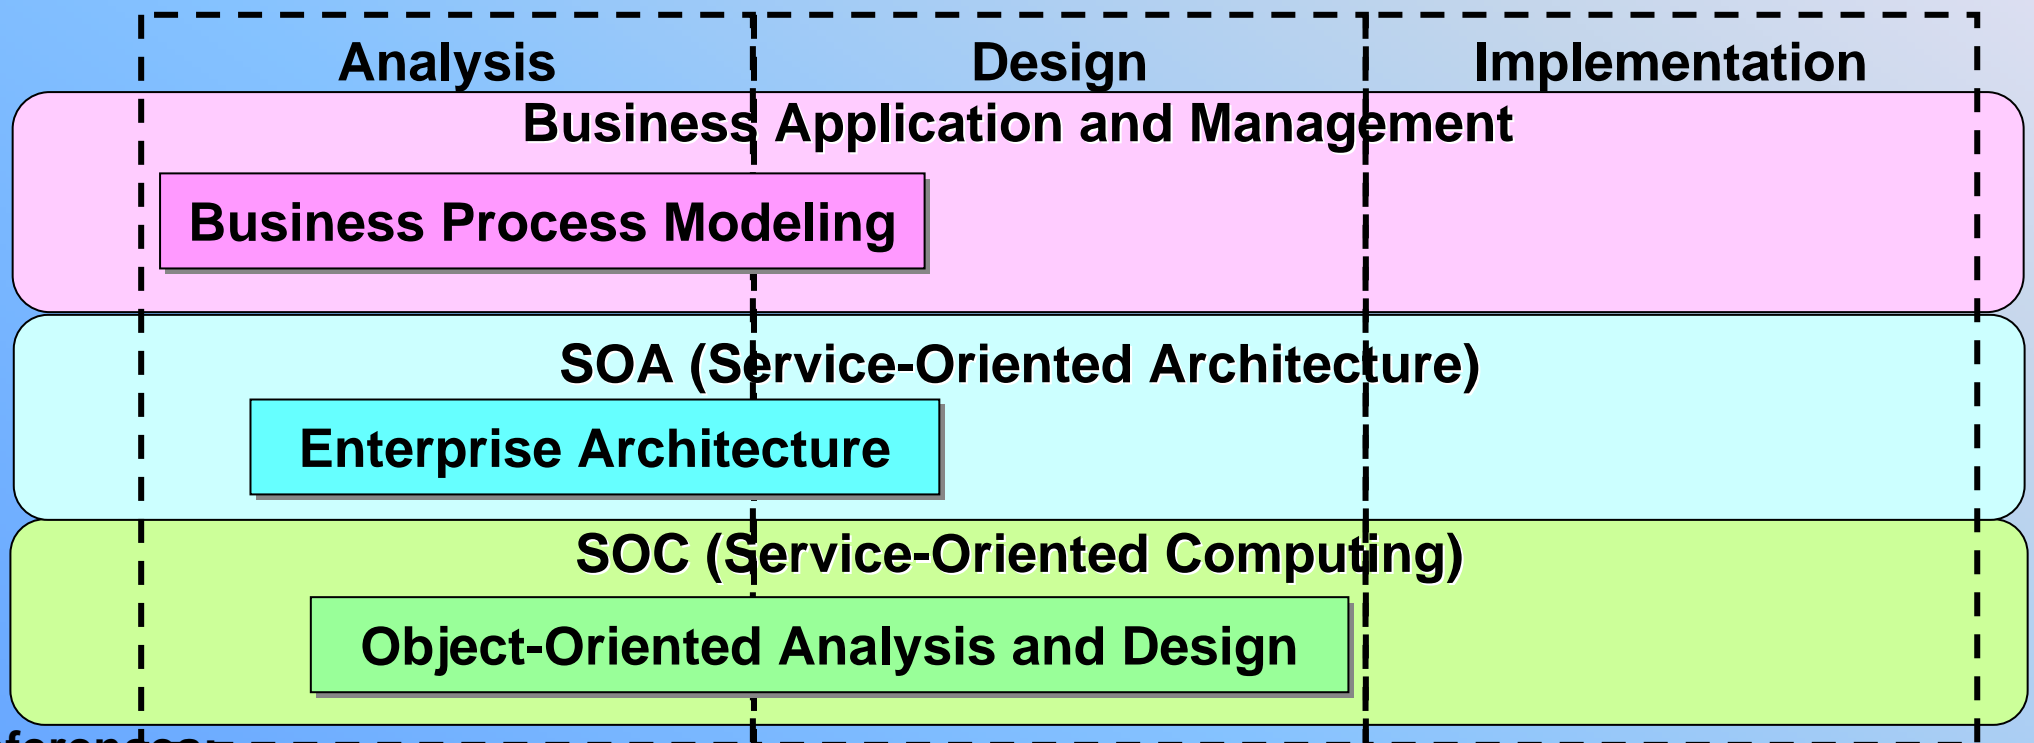 Analysis Design Implementation
Business Application and Management
Business Process Modeling
SOA (Service-Oriented Architecture)
Enterprise Architecture
SOC (Service-Oriented Computing)
Object-Oriented Analysis and Design